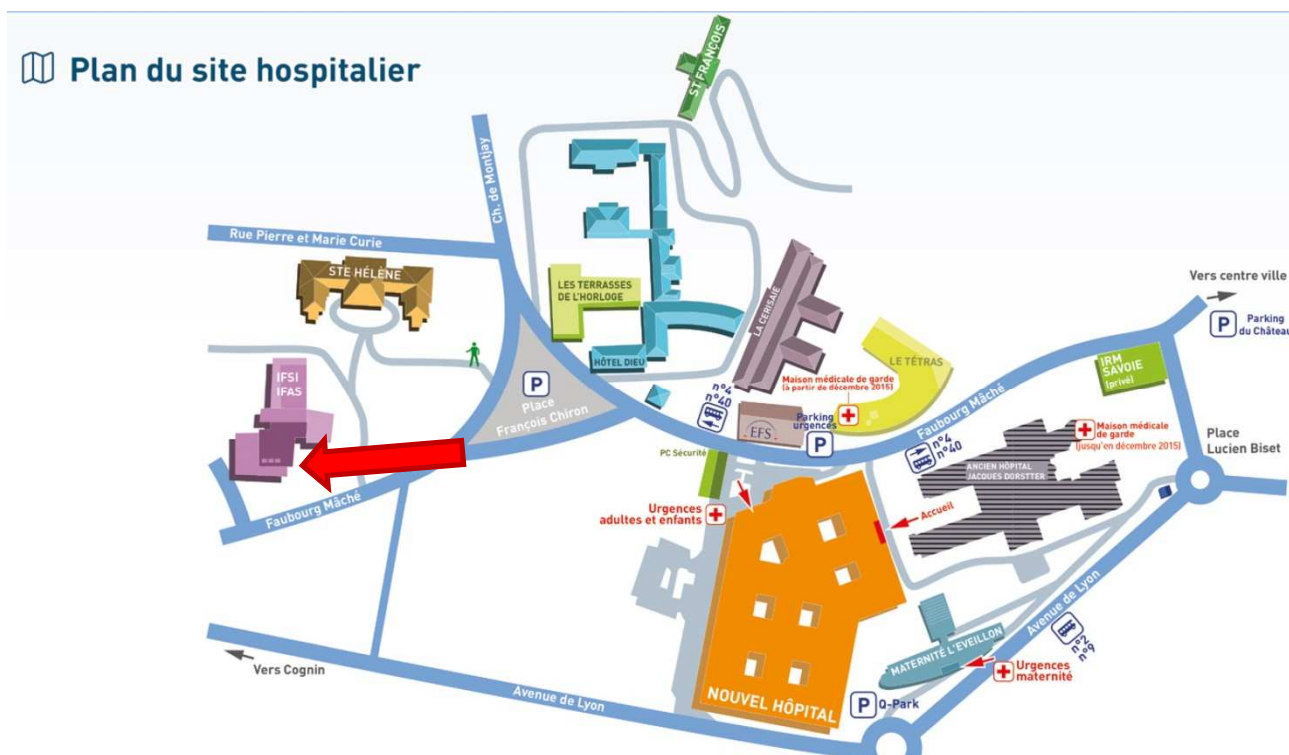 Plan du site hospitalier
ST FRANÇOIS
Ch. de Montjay
Rue Pierre et Marie Curie
STE HÉLÈNE
LES TERRASSES
DE L'HORLOGE
LA CERISAIE
Vers centre ville
P
Parking
du Château
HÔTEL DIEU
LE TÉTRAS
IRM
SAVOIE
(privé)
IFSI
IFAS
P
Place
François Chiron
n°4
n°40
Maison médicale de garde
(à partir de décembre 2015)
Parking
urgences
P
EFS
Faubourg Mâché
n°4
n°40
Maison médicale
de garde
(jusqu'en décembre 2015)
Place
Lucien Biset
PC Sécurité
ANCIEN HÔPITAL
JACQUES DORSTTER
Faubourg Mâché
Urgences
adultes et enfants
Accueil
Avenue de Lyon
n°2
n°9
MATERNITÉ L'EVEILLON
Urgences
maternité
Vers Cognin
Avenue de Lyon
NOUVEL HÔPITAL
P
Q-Park